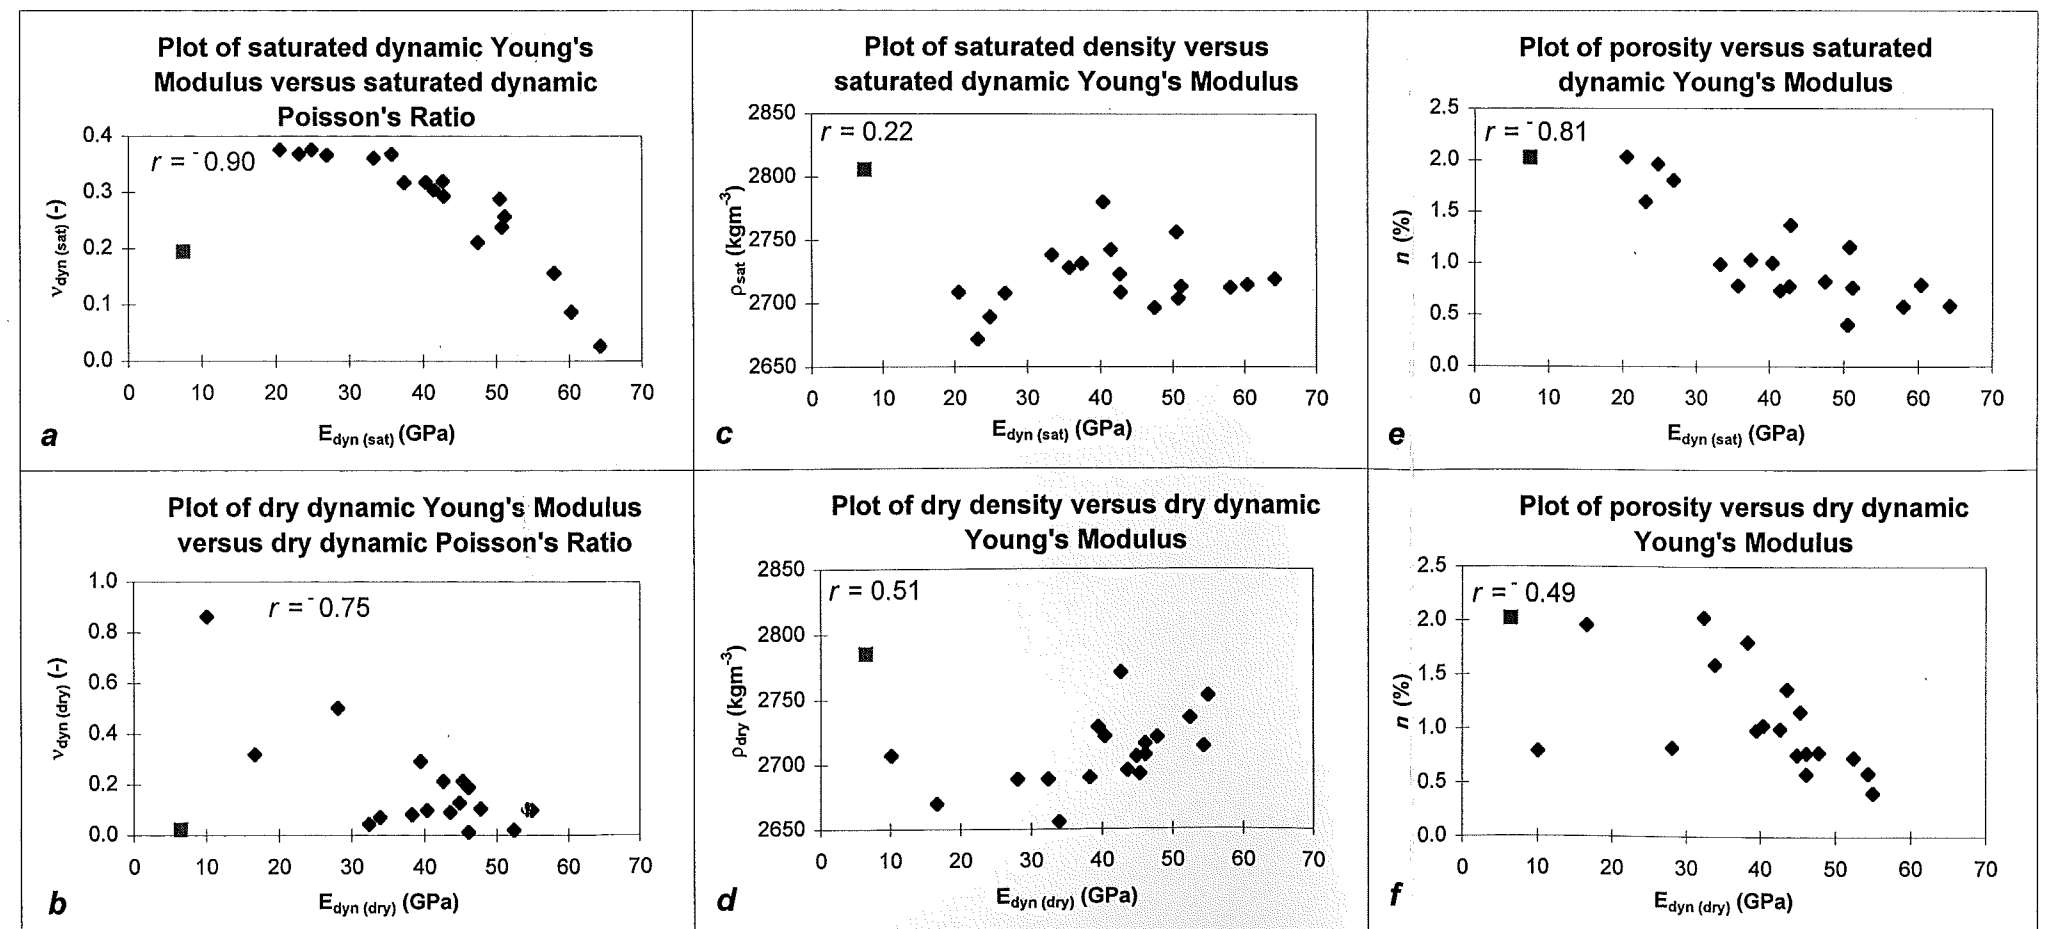 Plot of saturated dynamic Young's
Modulus versus saturated dynamic
Poisson's Ratio
r = -0.90
0.4
0.3
0.2
0.1
0.0
νdyn (sat) (-)
0 10 20 30 40 50 60 70
Edyn (sat) (GPa)
a
Plot of saturated density versus
saturated dynamic Young's Modulus
r = 0.22
2850
2800
2750
2700
2650
ρsat (kgm-3)
0 10 20 30 40 50 60 70
Edyn (sat) (GPa)
c
Plot of porosity versus saturated
dynamic Young's Modulus
r = -0.81
2.5
2.0
1.5
1.0
0.5
0.0
n (%)
0 10 20 30 40 50 60 70
Edyn (sat) (GPa)
e
Plot of dry dynamic Young's Modulus
versus dry dynamic Poisson's Ratio
r = -0.75
1.0
0.8
0.6
0.4
0.2
0.0
νdyn (dry) (-)
0 10 20 30 40 50 60 70
Edyn (dry) (GPa)
b
Plot of dry density versus dry dynamic
Young's Modulus
r = 0.51
2850
2800
2750
2700
2650
ρdry (kgm-3)
0 10 20 30 40 50 60 70
Edyn (dry) (GPa)
d
Plot of porosity versus dry dynamic
Young's Modulus
r = -0.49
2.5
2.0
1.5
1.0
0.5
0.0
n (%)
0 10 20 30 40 50 60 70
Edyn (dry) (GPa)
f